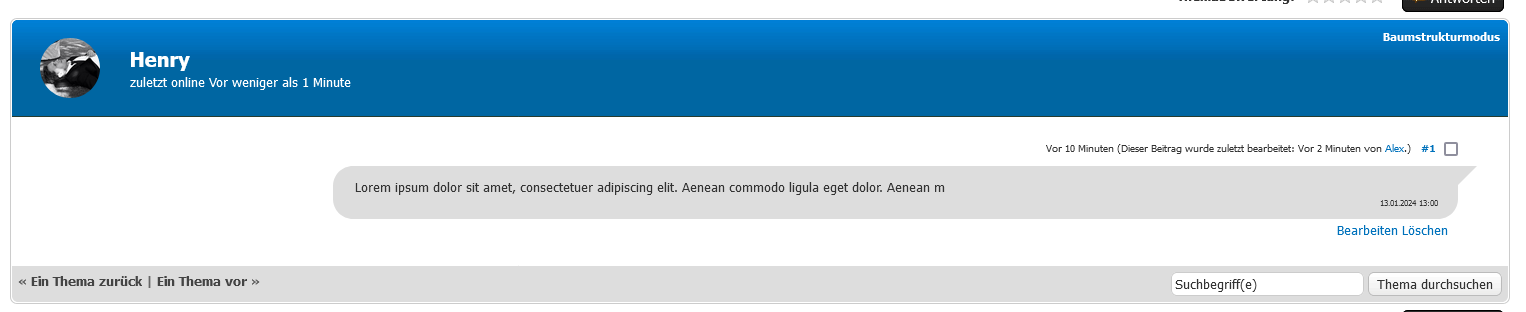 Antworten
Baumstrukturmodus
Henry
zuletzt online Vor weniger als 1 Minute
Vor 10 Minuten (Dieser Beitrag wurde zuletzt bearbeitet: Vor 2 Minuten von Alex.) #1
Lorem ipsum dolor sit amet, consectetuer adipiscing elit. Aenean commodo ligula eget dolor. Aenean m
13.01.2024 13:00
Bearbeiten Löschen
« Ein Thema zurück | Ein Thema vor »
Suchbegriff(e) Thema durchsuchen